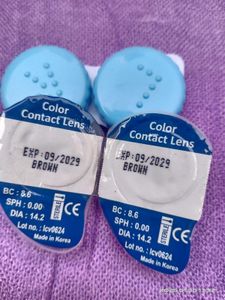 Color
Contact Lens
EXP:09/2029
BROWN
BC : 8.6
SPH : 0.00
DIA : 14.2
STERILE
Lot no. : lcv0624
Made in Korea
Color
Contact Lens
EXP:09/2029
BROWN
BC : 8.6
SPH : 0.00
DIA : 14.2
STERILE
Lot no. : lcv0624
Made in Korea